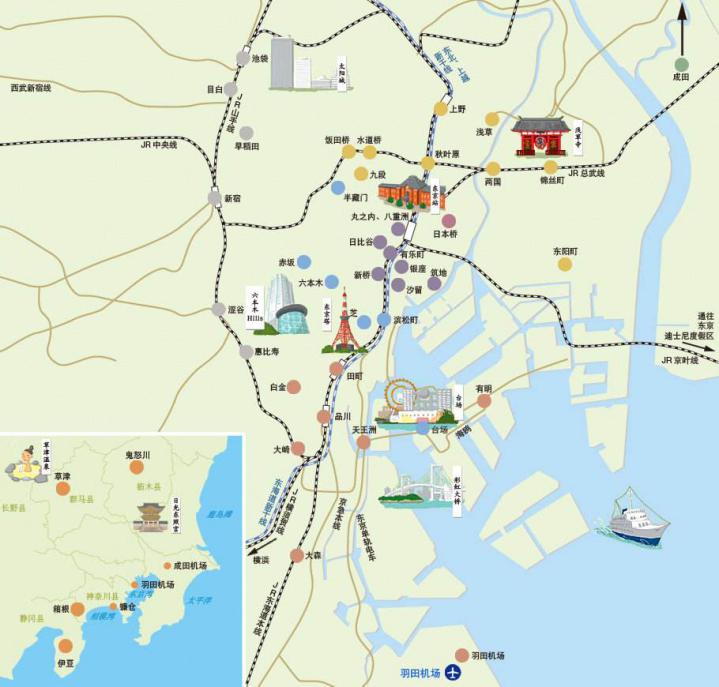 池袋
太阳城
东北、上越
新干线
成田
西武新宿线
目白
JR山手线
上野
浅草
浅草寺
早稻田
饭田桥
水道桥
秋叶原
JR中央线
JR总武线
九段
两国
锦丝町
新宿
半藏门
东京站
丸之内、八重洲
日本桥
日比谷
有乐町
东阳町
赤坂
六本木
新桥
银座
筑地
汐留
涩谷
六本木
Hills
东京塔
芝
滨松町
通往
东京
迪士尼度假区
JR京叶线
惠比寿
田町
白金
台场
有明
品川
天王洲
台场
海鸥
大崎
彩虹大桥
东海道新干线
JR横须贺线
京急本线
东京单轨电车
横滨
大森
JR东海道本线
羽田机场
羽田机场
草津温泉
鬼怒川
草津
栃木县
群马县
长野县
日光东照宫
鹿岛滩
成田机场
羽田机场
神奈川县
东京湾
太平洋
箱根
镰仓
静冈县
相模湾
伊豆